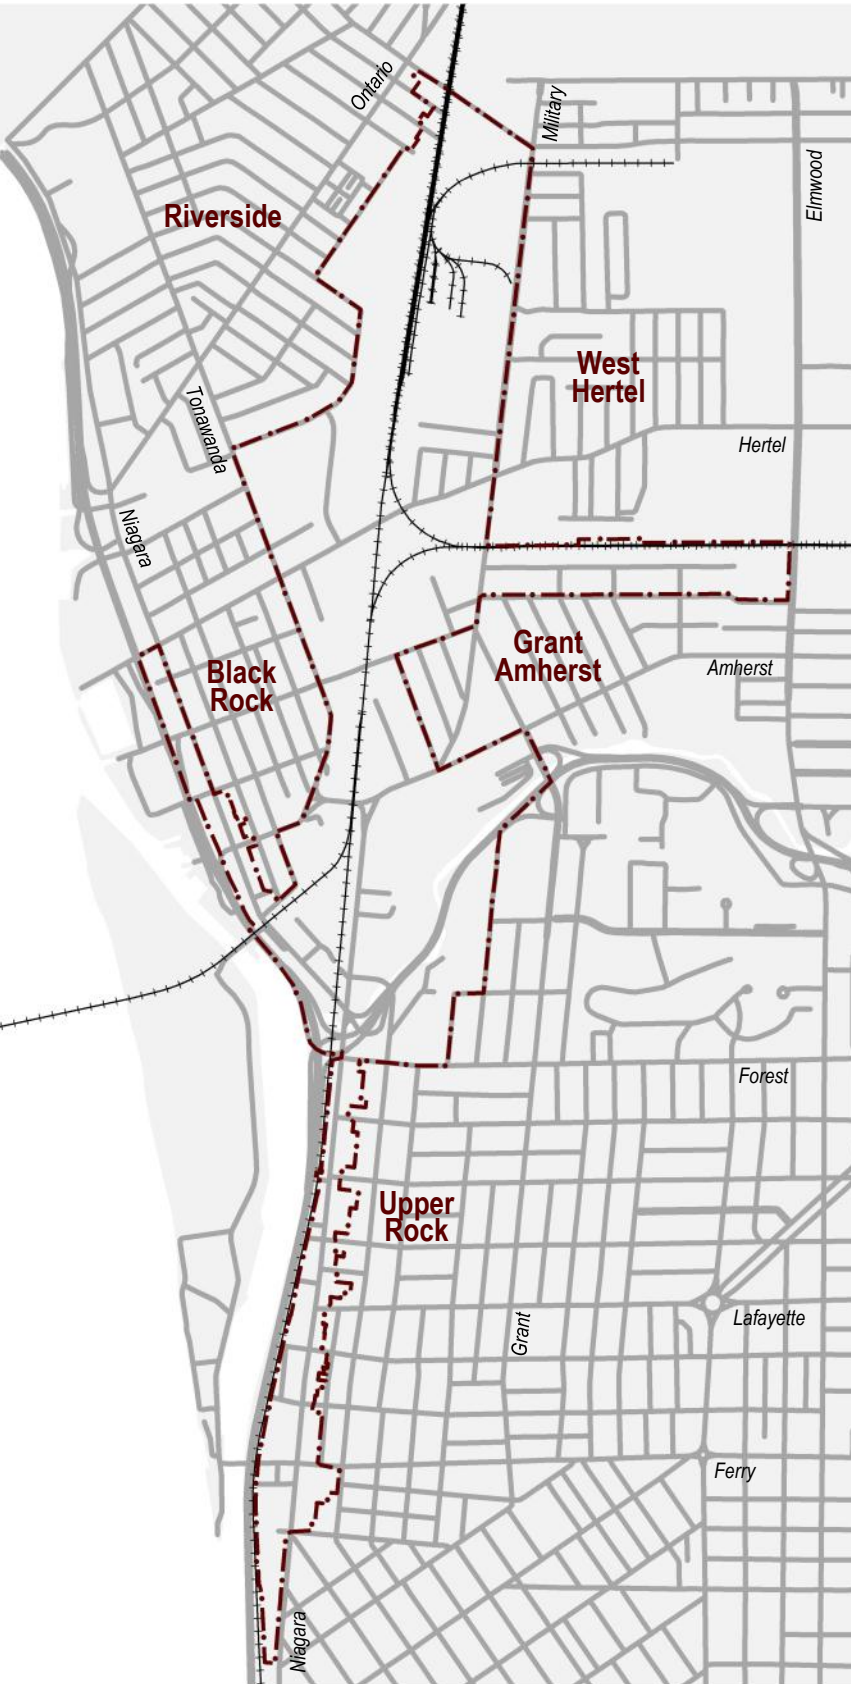 Ontario
Military
Elmwood
Riverside
West
Hertel
Tonawanda
Hertel
Niagara
Grant
Amherst
Amherst
Black
Rock
Forest
Upper
Rock
Lafayette
Grant
Ferry
Niagara